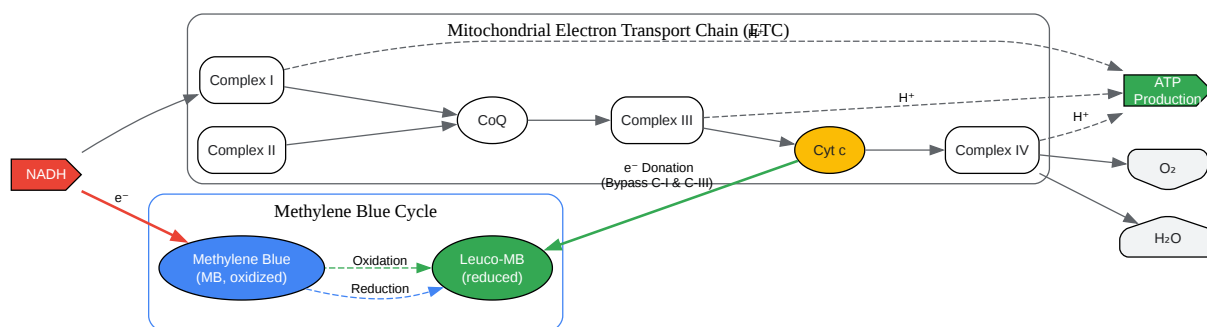 Mitochondrial Electron Transport Chain (ETC)
H⁺
Complex I
ATP
Production
CoQ
Complex III
H⁺
H⁺
Complex II
Cyt c
Complex IV
NADH
O₂
e⁻ Donation
(Bypass C-I & C-III)
e⁻
Methylene Blue Cycle
H₂O
Methylene Blue
(MB, oxidized)
Oxidation
Leuco-MB
(reduced)
Reduction